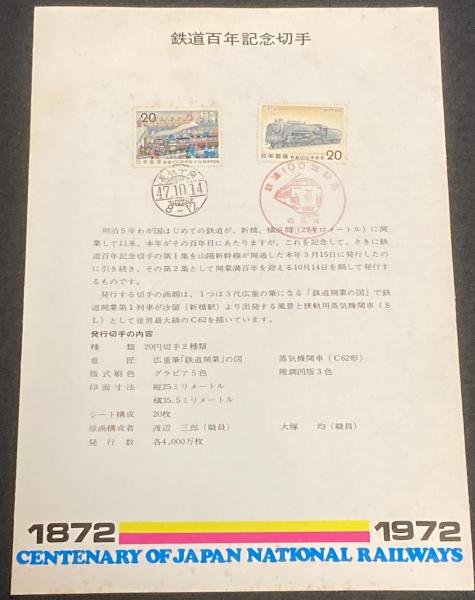 鉄道百年記念切手
20
日本郵便
20
日本郵便
47.10.14
8-12
鉄道100年記念
明治5年わが国はじめての鉄道が、新橋、横浜間(29キロメートル)に開
業して以来、本年がその百年目にあたりますが、これを記念して、さきに鉄
道百年記念切手の第1集を山陽新幹線が開通した本年3月15日に発行したの
に引き続き、その第2集として開業満百年を迎える10月14日を期して発行す
るものです。
発行する切手の画題は、1つは3代広重の筆になる「鉄道開業の図」で鉄
道開業第1列車が汐留(新橋駅)より出発する風景と狭軌用蒸気機関車(S
L)として世界最大級のC62を描いています。
発行切手の内容
種類 20円切手2種類
意匠 広重筆「鉄道開業」の図 蒸気機関車(C62形)
版式刷色 グラビア5色 階調凹版3色
印面寸法 縦25ミリメートル
横35.5ミリメートル
シート構成 20枚
原画構成者 渡辺 三郎(職員) 大塚 均(職員)
発行数 各4,000万枚
1872 1972
CENTENARY OF JAPAN NATIONAL RAILWAYS